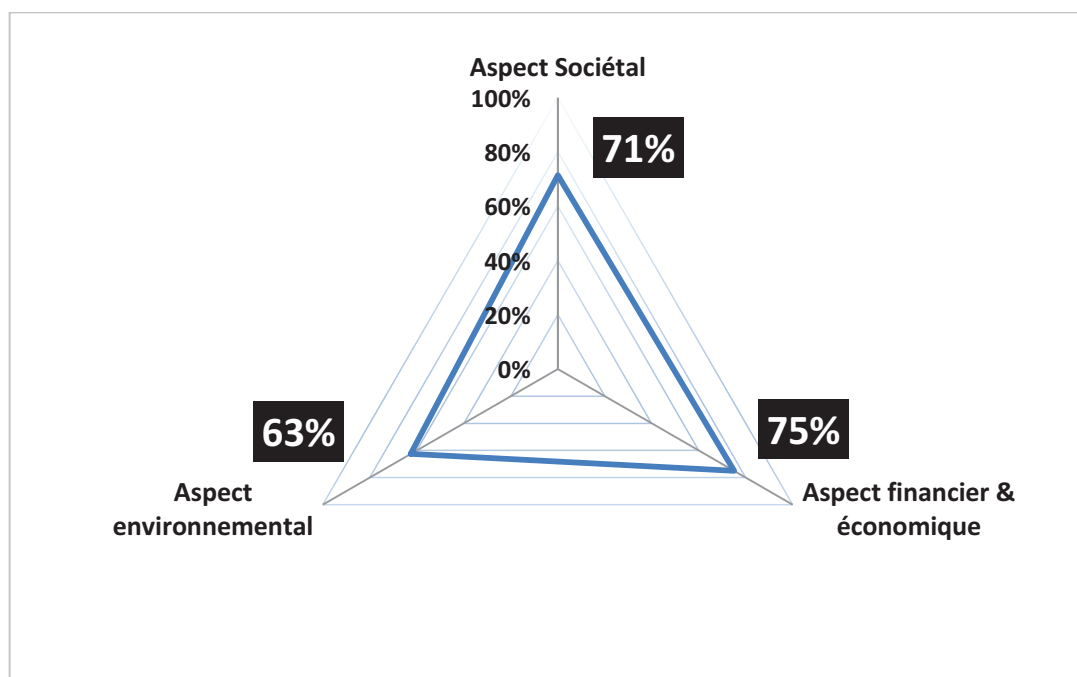 Aspect Sociétal
100%
71%
80%
60%
40%
20%
0%
63%
75%
Aspect
environnemental
Aspect financier &
économique